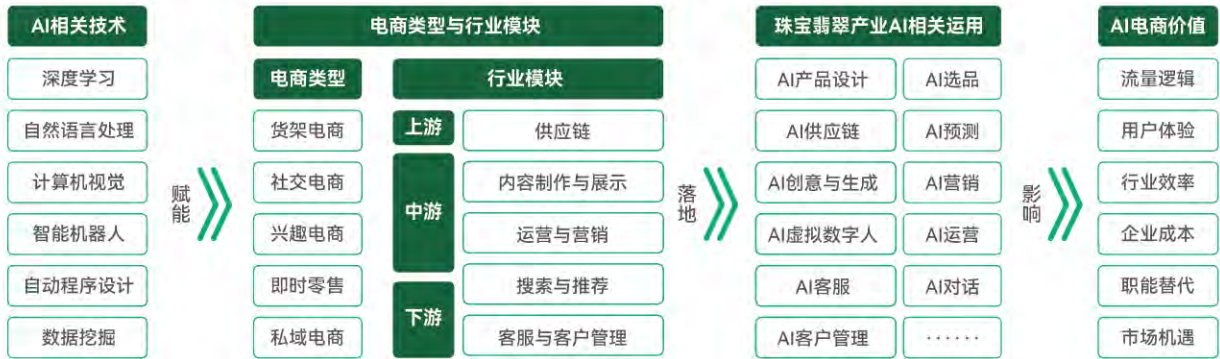 AI相关技术
深度学习
自然语言处理
计算机视觉
智能机器人
自动程序设计
数据挖掘
赋能
电商类型与行业模块
电商类型
货架电商
社交电商
兴趣电商
即时零售
私域电商
行业模块
上游
供应链
中游
内容制作与展示
运营与营销
下游
搜索与推荐
客服与客户管理
落地
珠宝翡翠产业AI相关运用
AI产品设计
AI选品
AI供应链
AI预测
AI创意与生成
AI营销
AI虚拟数字人
AI运营
AI客服
AI对话
AI客户管理
······
影响
AI电商价值
流量逻辑
用户体验
行业效率
企业成本
职能替代
市场机遇